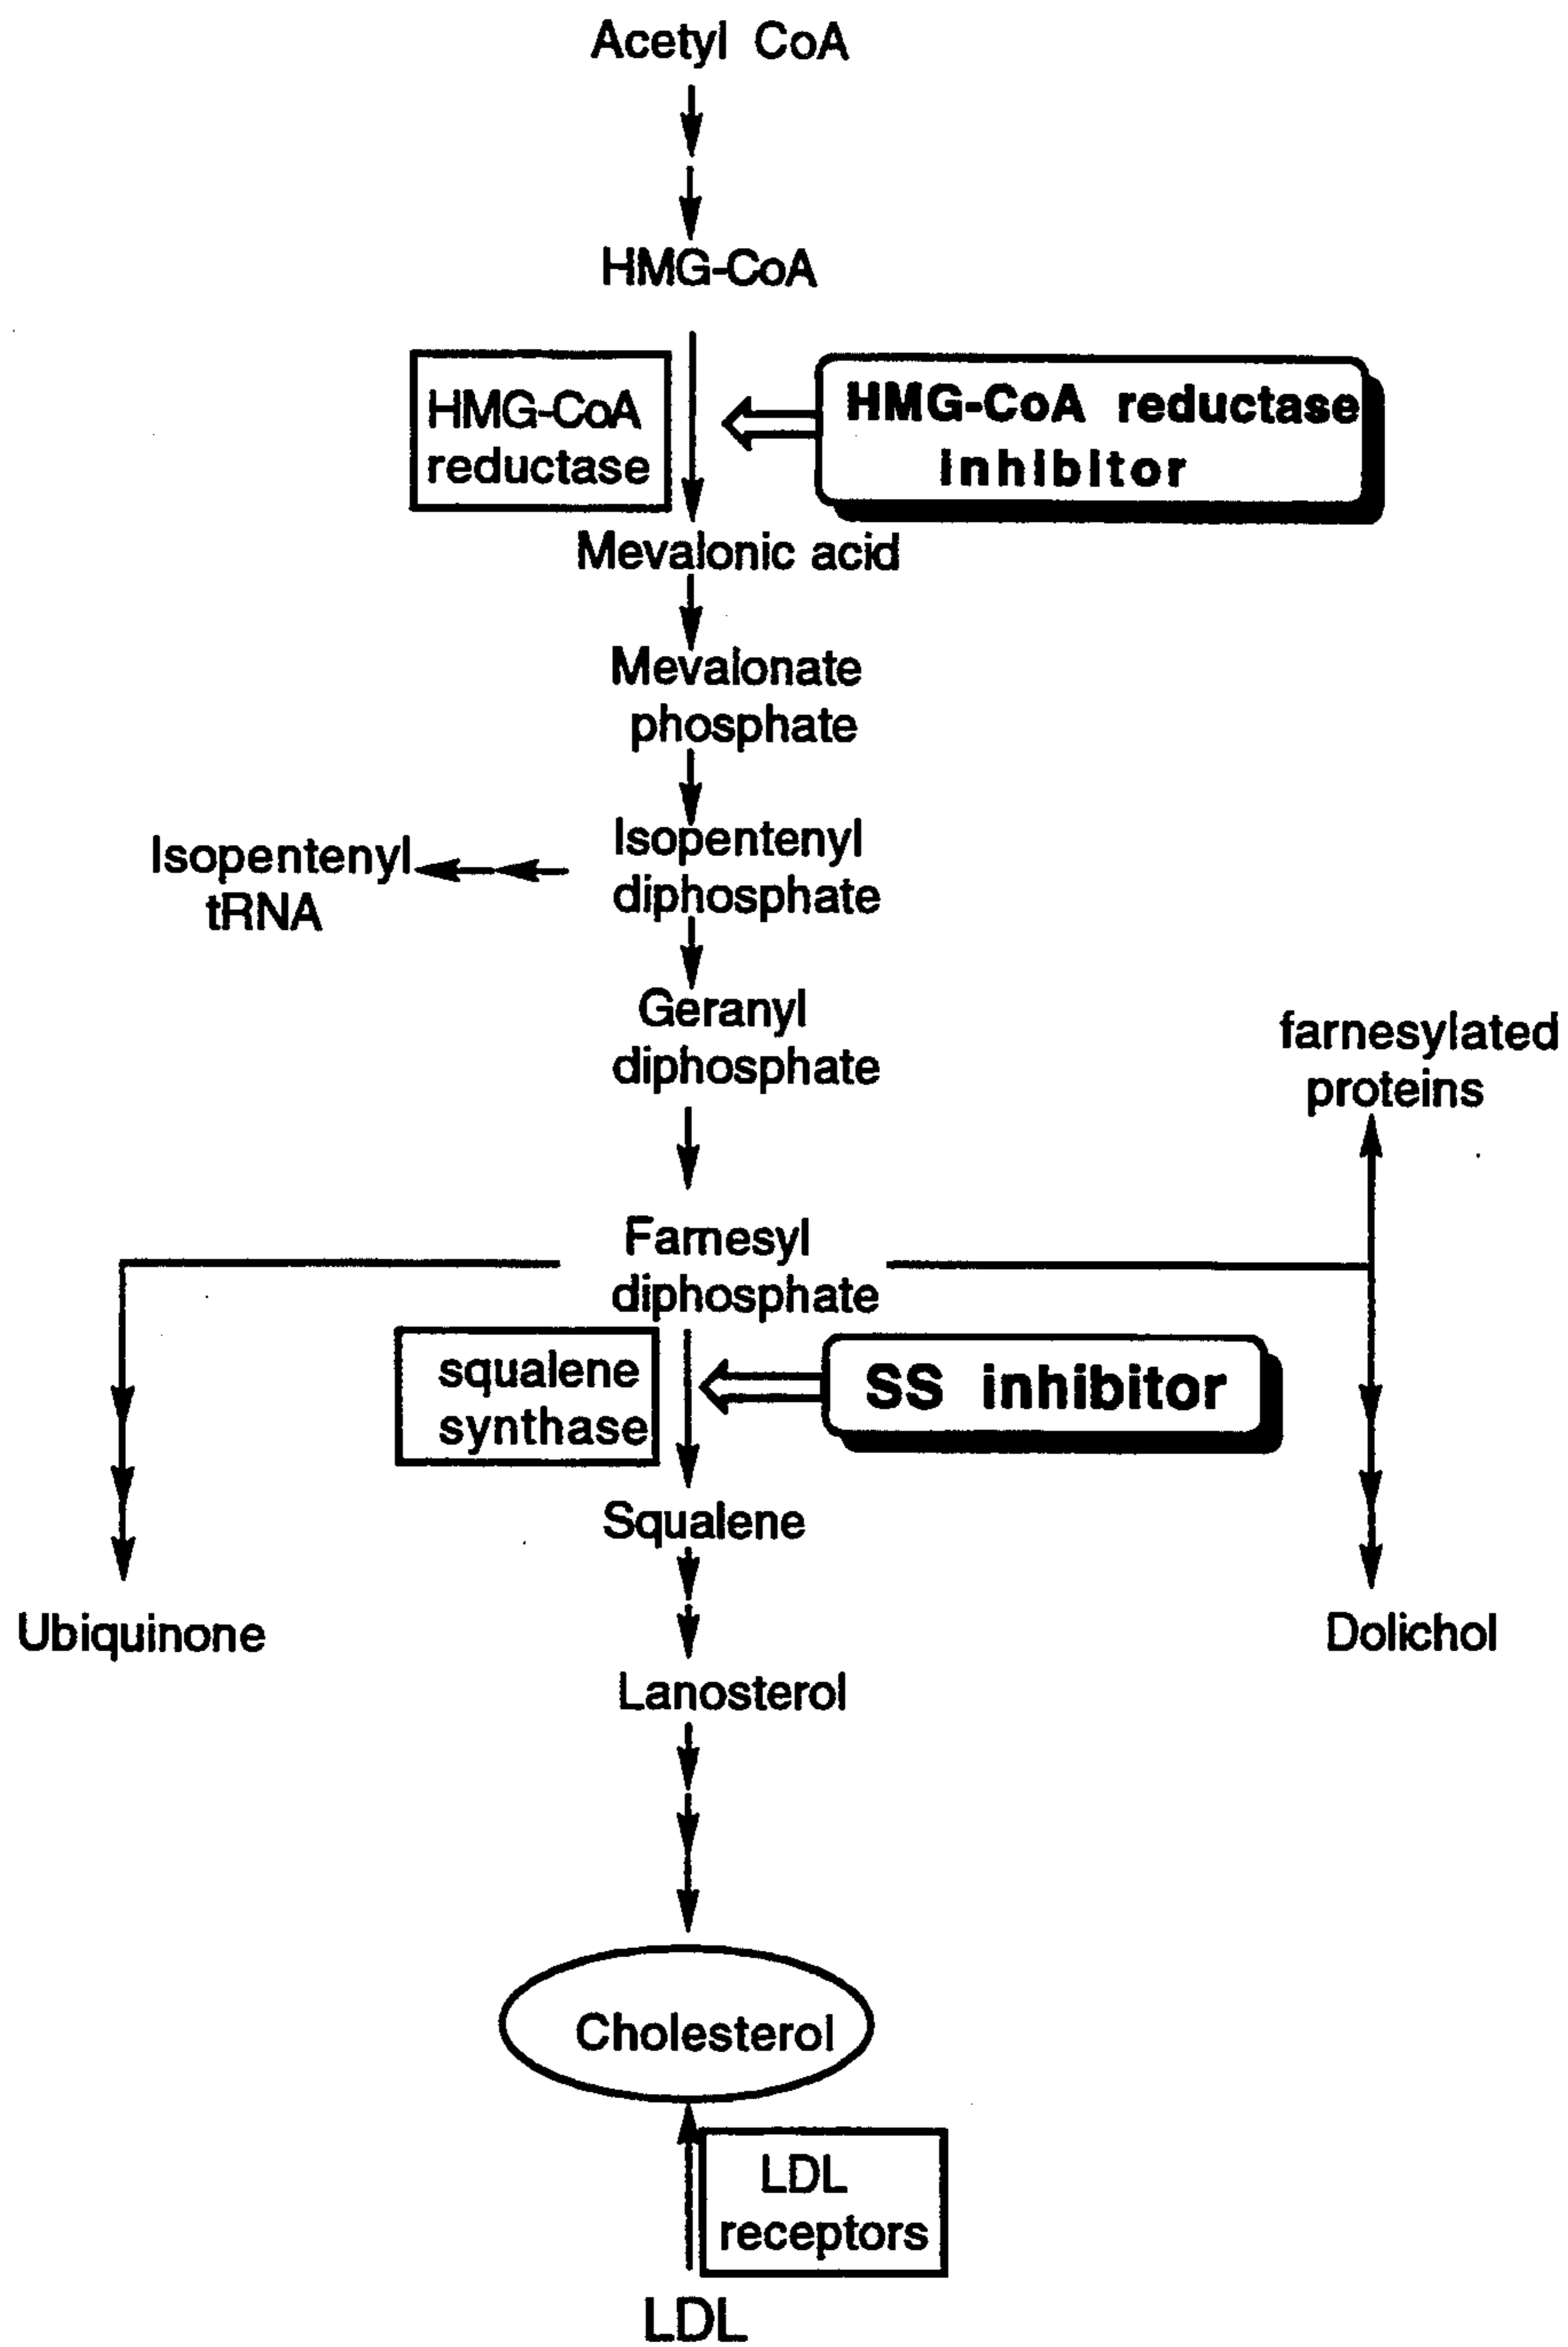 Acetyl CoA
HMG-CoA
HMG-CoA
reductase
HMG-CoA reductase
inhibitor
Mevalonic acid
Mevalonate
phosphate
Isopentenyl
diphosphate
Isopentenyl
tRNA
Geranyl
diphosphate
farnesylated
proteins
Farnesyl
diphosphate
squalene
synthase
SS inhibitor
Squalene
Ubiquinone
Dolichol
Lanosterol
Cholesterol
LDL
receptors
LDL